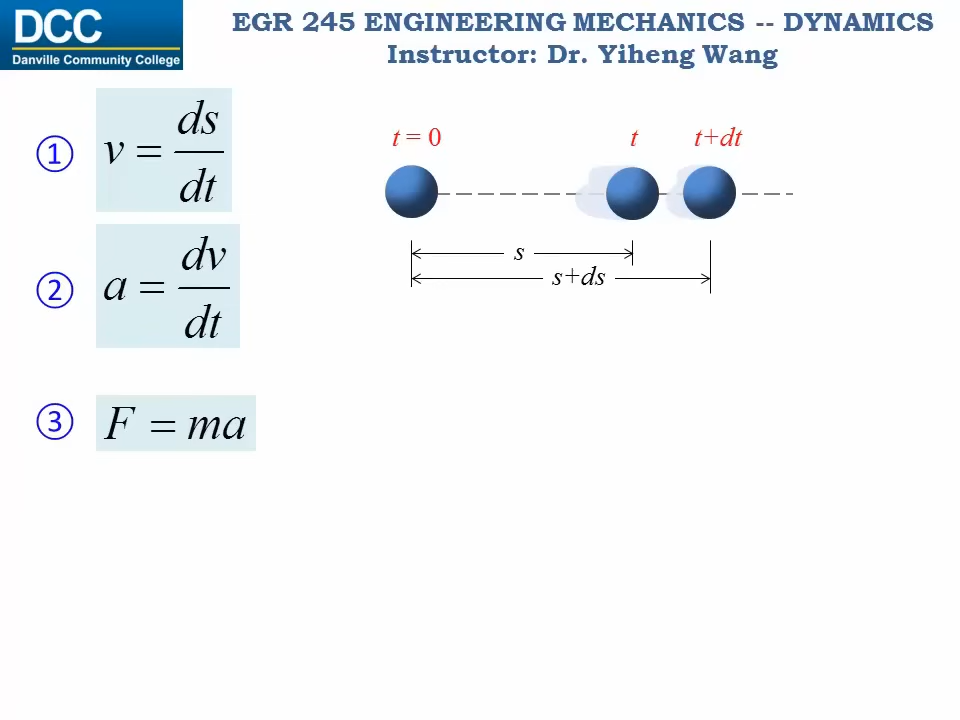 DCC
Danville Community College
EGR 245 ENGINEERING MECHANICS -- DYNAMICS
Instructor: Dr. Yiheng Wang
① v = ds/dt
② a = dv/dt
③ F = ma
t = 0
t
t+dt
s
s+ds